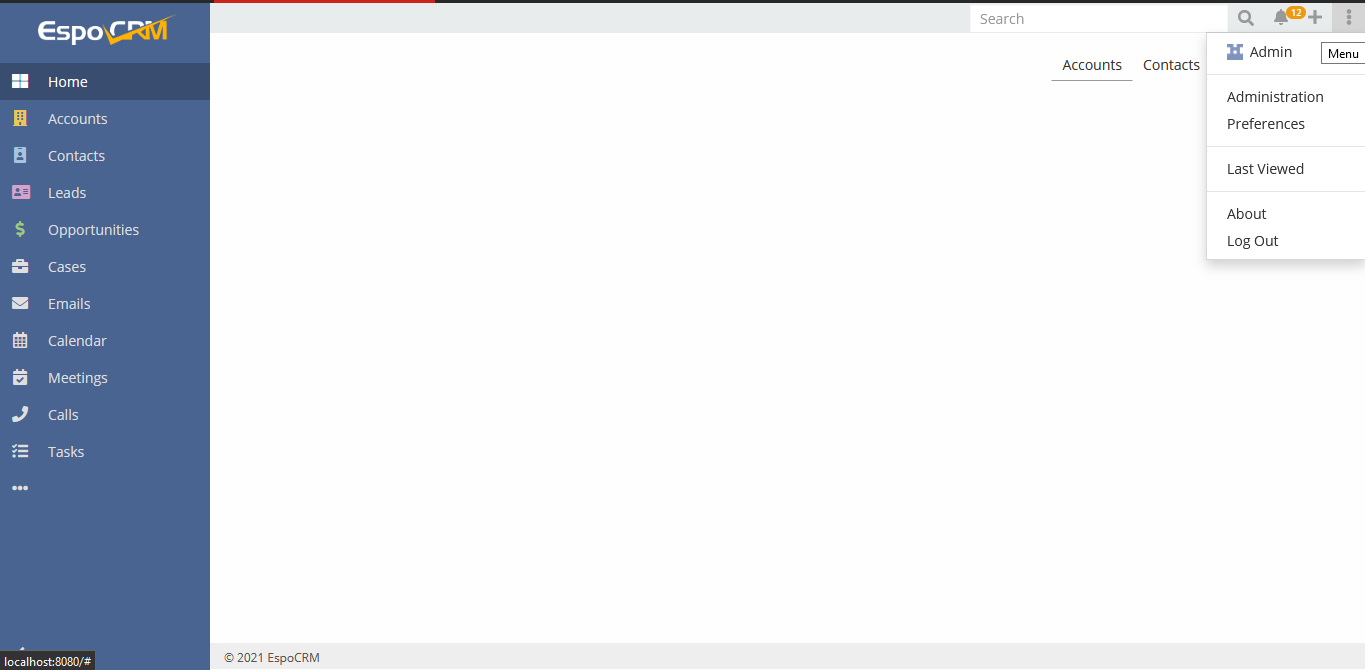 EspoCRM
Search
12
Home
Accounts
Contacts
Leads
Opportunities
Cases
Emails
Calendar
Meetings
Calls
Tasks
Accounts
Contacts
Admin
Menu
Administration
Preferences
Last Viewed
About
Log Out
© 2021 EspoCRM
localhost:8080/#